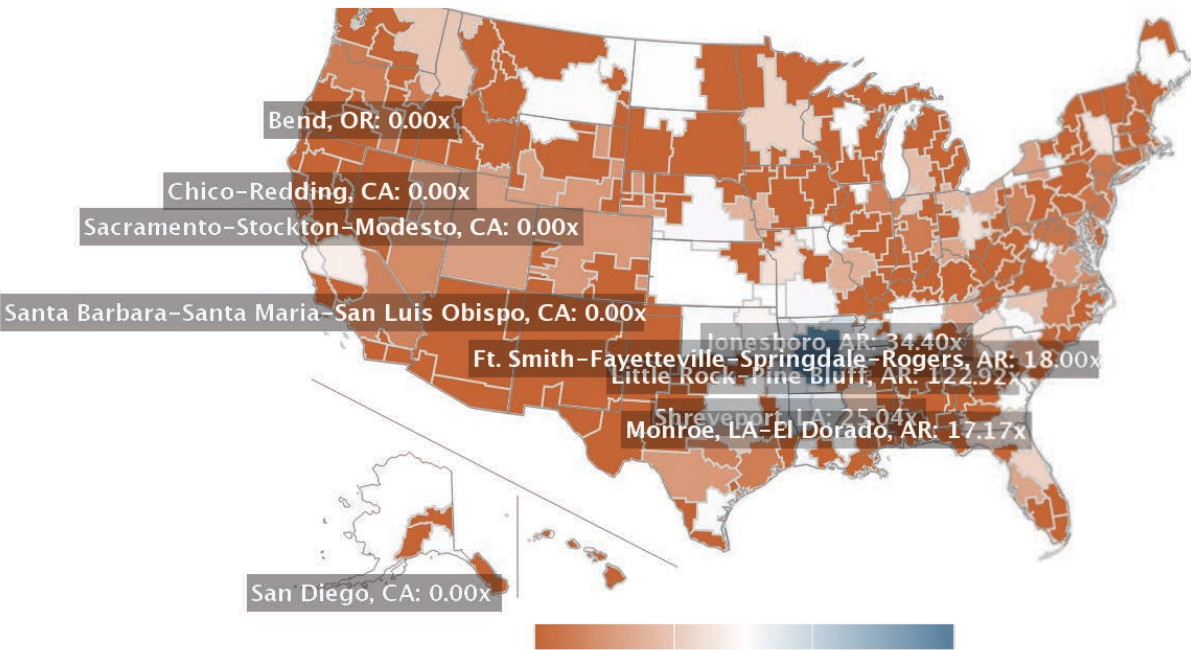 Bend, OR: 0.00x
Chico-Redding, CA: 0.00x
Sacramento-Stockton-Modesto, CA: 0.00x
Santa Barbara-Santa Maria-San Luis Obispo, CA: 0.00x
Jonesboro, AR: 34.40x
Ft. Smith-Fayetteville-Springdale-Rogers, AR: 18.00x
Little Rock-Pine Bluff, AR: 122.92x
Shreveport, LA: 25.04x
Monroe, LA-El Dorado, AR: 17.17x
San Diego, CA: 0.00x